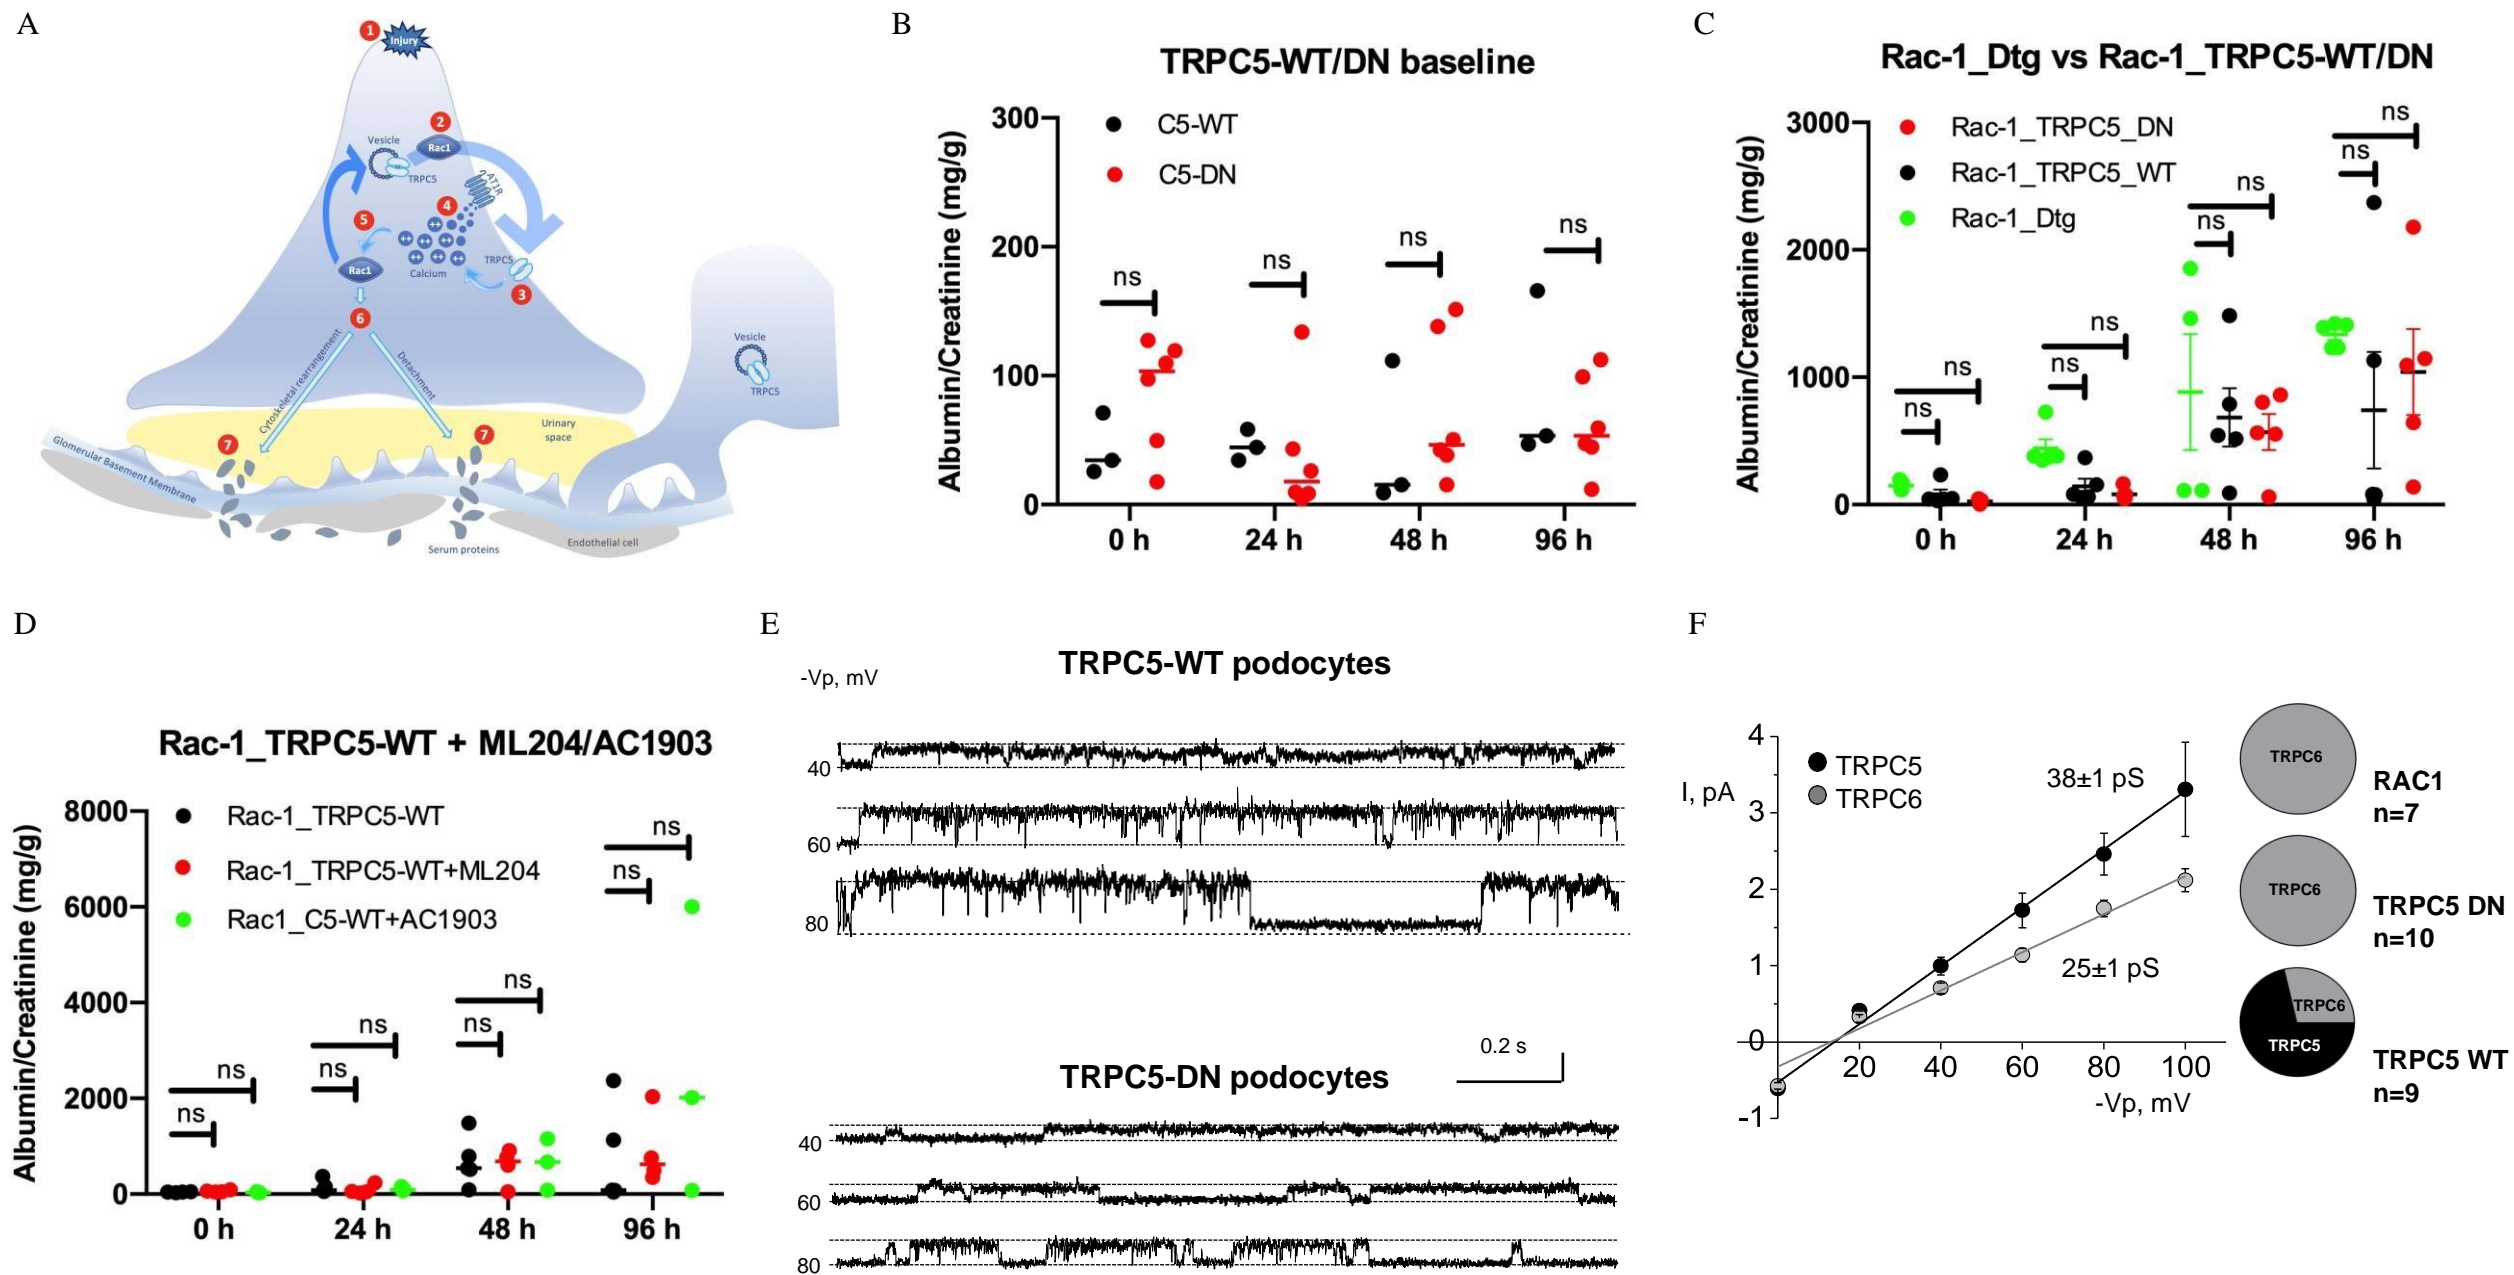 A
1
Injury
2
Vesicle
Rac1
TRPC5
AT1R
4
5
++ ++ ++ ++ ++ ++
Calcium
Rac1
TRPC5
3
6
Cytoskeletal rearrangement
Detachment
Vesicle
TRPC5
Urinary
space
7
7
Glomerular Basement Membrane
Serum proteins
Endothelial cell
B
TRPC5-WT/DN baseline
Albumin/Creatinine (mg/g)
300
200
100
0
C5-WT
C5-DN
ns
ns
ns
ns
0 h 24 h 48 h 96 h
C
Rac-1_Dtg vs Rac-1_TRPC5-WT/DN
Albumin/Creatinine (mg/g)
3000
2000
1000
0
Rac-1_TRPC5_DN
Rac-1_TRPC5_WT
Rac-1_Dtg
ns
ns
ns
ns
ns
ns
ns
ns
0 h 24 h 48 h 96 h
D
Rac-1_TRPC5-WT + ML204/AC1903
Albumin/Creatinine (mg/g)
8000
6000
4000
2000
0
Rac-1_TRPC5-WT
Rac-1_TRPC5-WT+ML204
Rac1_C5-WT+AC1903
ns
ns
ns
ns
ns
ns
ns
ns
0 h 24 h 48 h 96 h
E
TRPC5-WT podocytes
-Vp, mV
40
60
80
0.2 s
TRPC5-DN podocytes
40
60
80
F
I, pA
4
3
2
1
0
-1
TRPC5
TRPC6
38±1 pS
25±1 pS
20 40 60 80 100
-Vp, mV
TRPC6
RAC1
n=7
TRPC6
TRPC5 DN
n=10
TRPC6
TRPC5
TRPC5 WT
n=9